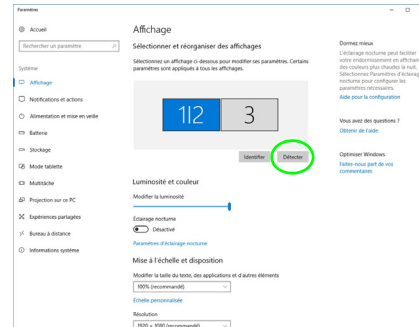 Paramètres
Accueil
Rechercher un paramètre
Système
Affichage
Notifications et actions
Alimentation et mise en veille
Batterie
Stockage
Mode tablette
Multitâche
Projection sur ce PC
Expériences partagées
Bureau à distance
Informations système
Affichage
Sélectionner et réorganiser des affichages
Sélectionnez un affichage ci-dessous pour modifier ses paramètres. Certains
paramètres sont appliqués à tous les affichages.
1|2
3
Identifier
Détecter
Luminosité et couleur
Modifier la luminosité
Éclairage nocturne
Désactivé
Paramètres d'éclairage nocturne
Mise à l'échelle et disposition
Modifier la taille du texte, des applications et d'autres éléments
100% (recommandé)
Échelle personnalisée
Résolution
1920 × 1080 (recommandé)
Dormez mieux
L'éclairage nocturne peut faciliter
votre endormissement en affichant
des couleurs plus chaudes la nuit.
Sélectionnez Paramètres d'éclairage
nocturne pour configurer les
paramètres nécessaires.
Aide pour la configuration
Vous avez des questions ?
Obtenir de l'aide
Optimiser Windows
Faites-nous part de vos
commentaires